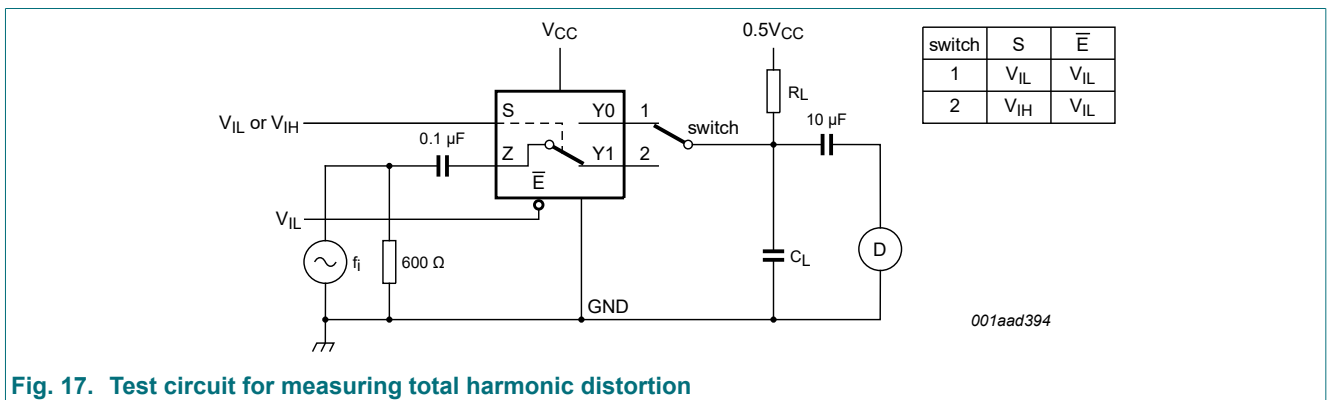 VCC
0.5VCC
switch S E̅
1 VIL VIL
2 VIH VIL
RL
S Y0 1
VIL or VIH
switch
10 µF
0.1 µF
Z Y1 2
E̅
VIL
fi
600 Ω
CL
D
GND
001aad394
Fig. 17. Test circuit for measuring total harmonic distortion